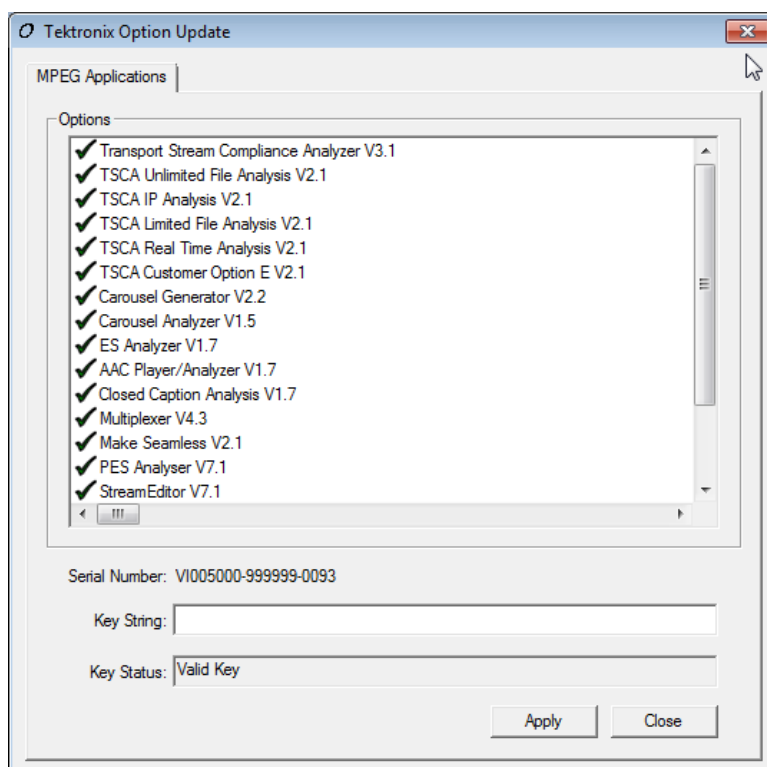 Tektronix Option Update
MPEG Applications
Options
Transport Stream Compliance Analyzer V3.1
TSCA Unlimited File Analysis V2.1
TSCA IP Analysis V2.1
TSCA Limited File Analysis V2.1
TSCA Real Time Analysis V2.1
TSCA Customer Option E V2.1
Carousel Generator V2.2
Carousel Analyzer V1.5
ES Analyzer V1.7
AAC Player/Analyzer V1.7
Closed Caption Analysis V1.7
Multiplexer V4.3
Make Seamless V2.1
PES Analyser V7.1
StreamEditor V7.1
Serial Number: VI005000-999999-0093
Key String:
Key Status: Valid Key
Apply Close